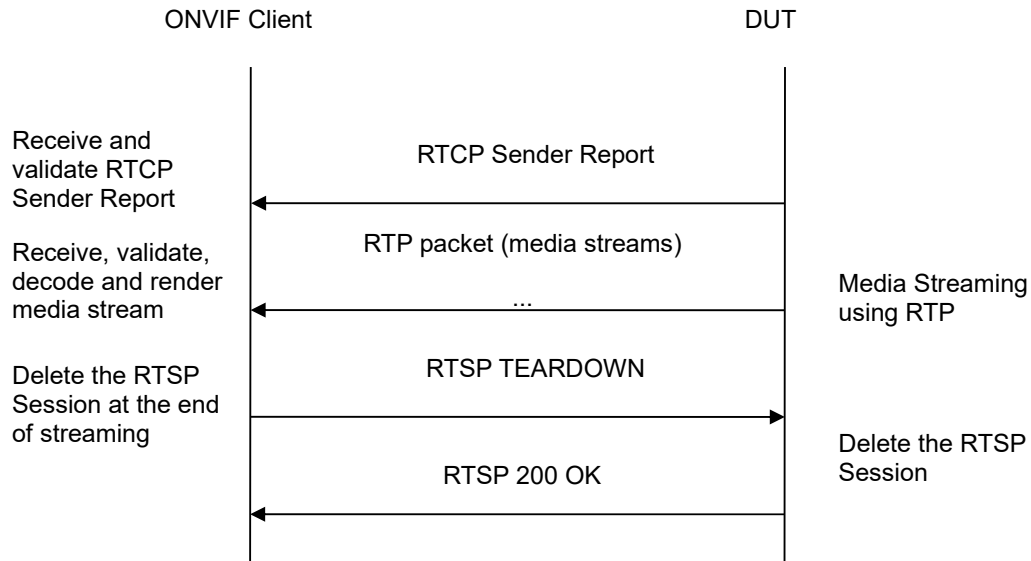 ONVIF Client
DUT
Receive and
validate RTCP
Sender Report
RTCP Sender Report
Receive, validate,
decode and render
media stream
RTP packet (media streams)
...
Media Streaming
using RTP
Delete the RTSP
Session at the end
of streaming
RTSP TEARDOWN
Delete the RTSP
Session
RTSP 200 OK